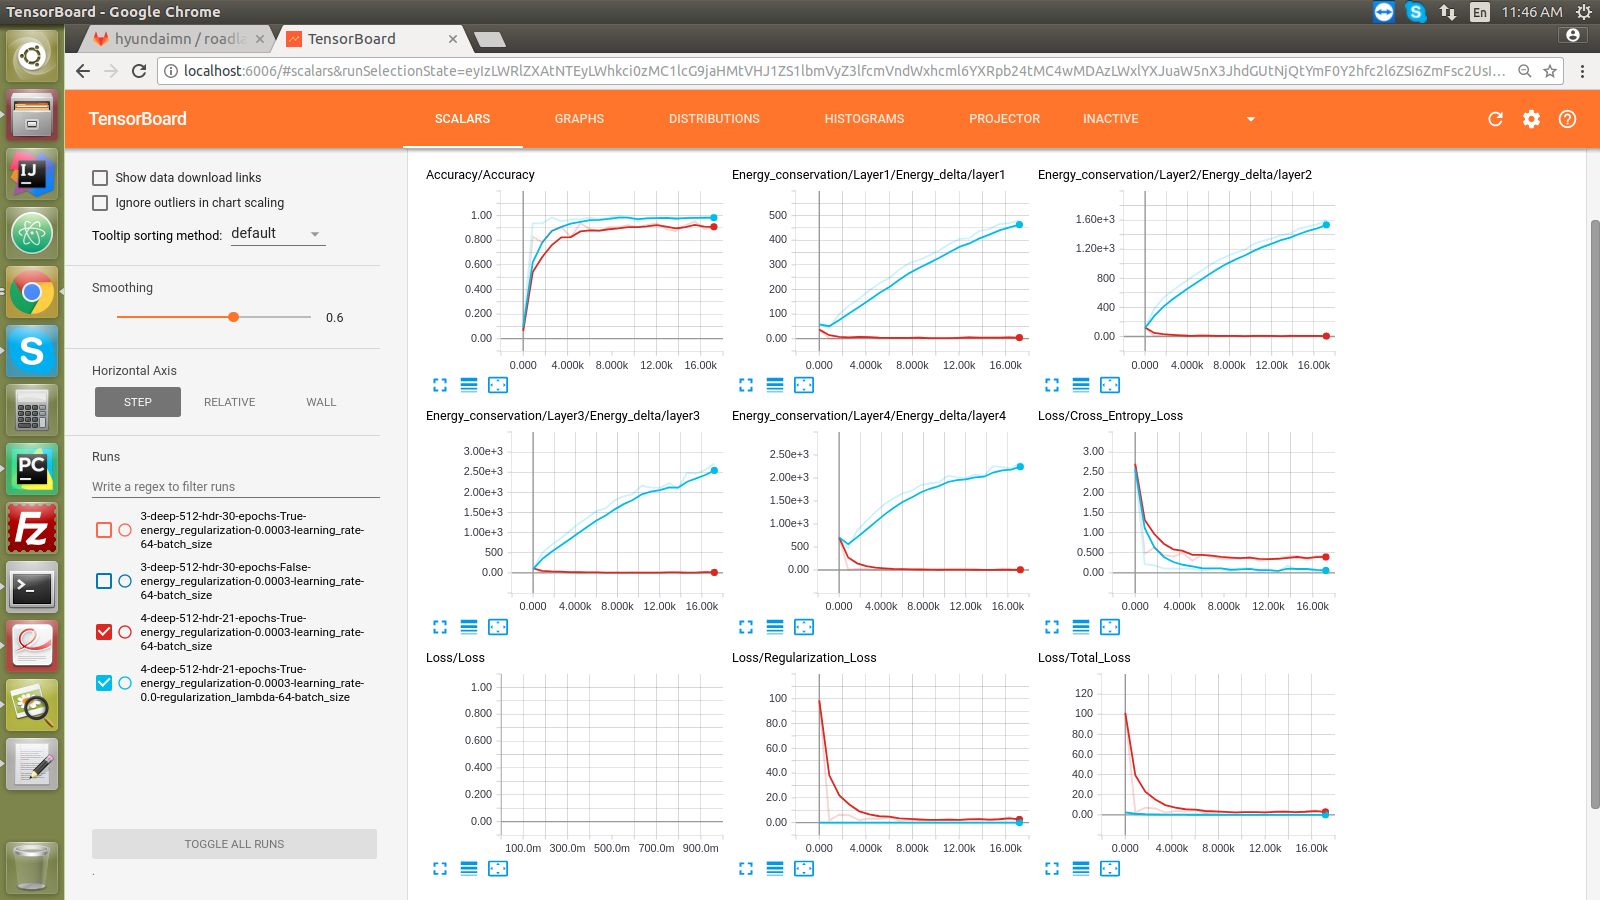 TensorBoard - Google Chrome
En
11:46 AM
hyundaimn / roadla
TensorBoard
localhost:6006/#scalars&runSelectionState=
TensorBoard
SCALARS
GRAPHS
DISTRIBUTIONS
HISTOGRAMS
PROJECTOR
INACTIVE
Show data download links
Ignore outliers in chart scaling
Tooltip sorting method: default
Smoothing
0.6
Horizontal Axis
STEP
RELATIVE
WALL
Runs
Write a regex to filter runs
3-deep-512-hdr-30-epochs-True-
energy_regularization-0.0003-learning_rate-
64-batch_size
3-deep-512-hdr-30-epochs-False-
energy_regularization-0.0003-learning_rate-
64-batch_size
4-deep-512-hdr-21-epochs-True-
energy_regularization-0.0003-learning_rate-
64-batch_size
4-deep-512-hdr-21-epochs-True-
energy_regularization-0.0003-learning_rate-
0.0-regularization_lambda-64-batch_size
TOGGLE ALL RUNS
.
Accuracy/Accuracy
1.00
0.800
0.600
0.400
0.200
0.00
0.000 4.000k 8.000k 12.00k 16.00k
Energy_conservation/Layer1/Energy_delta/layer1
500
400
300
200
100
0.00
0.000 4.000k 8.000k 12.00k 16.00k
Energy_conservation/Layer2/Energy_delta/layer2
1.60e+3
1.20e+3
800
400
0.00
0.000 4.000k 8.000k 12.00k 16.00k
Energy_conservation/Layer3/Energy_delta/layer3
3.00e+3
2.50e+3
2.00e+3
1.50e+3
1.00e+3
500
0.00
0.000 4.000k 8.000k 12.00k 16.00k
Energy_conservation/Layer4/Energy_delta/layer4
2.50e+3
2.00e+3
1.50e+3
1.00e+3
500
0.00
0.000 4.000k 8.000k 12.00k 16.00k
Loss/Cross_Entropy_Loss
3.00
2.50
2.00
1.50
1.00
0.500
0.00
0.000 4.000k 8.000k 12.00k 16.00k
Loss/Loss
1.00
0.800
0.600
0.400
0.200
0.00
100.0m 300.0m 500.0m 700.0m 900.0m
Loss/Regularization_Loss
100
80.0
60.0
40.0
20.0
0.00
0.000 4.000k 8.000k 12.00k 16.00k
Loss/Total_Loss
120
100
80.0
60.0
40.0
20.0
0.00
0.000 4.000k 8.000k 12.00k 16.00k
IJ
S
PC
Fz